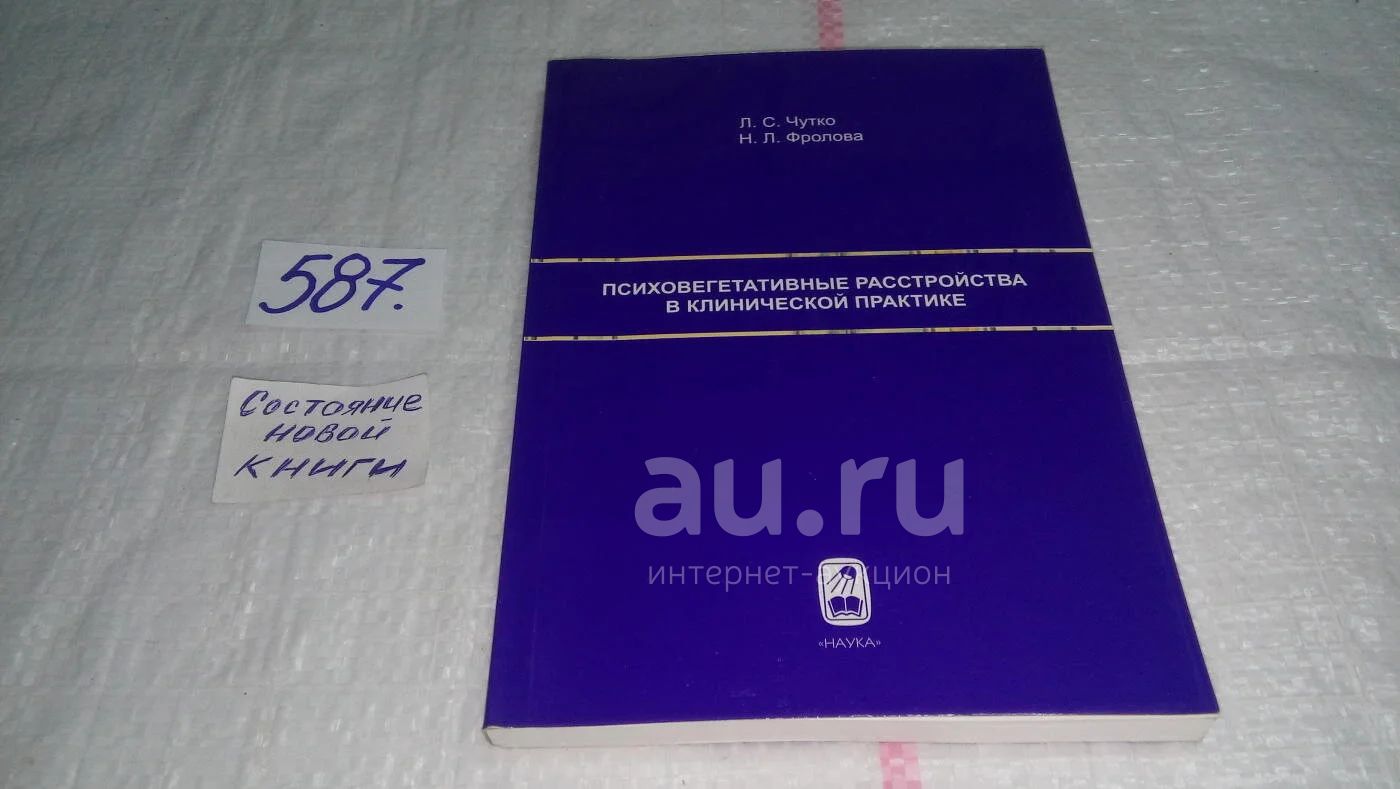 Л. С. Чутко
Н. Л. Фролова
ПСИХОВЕГЕТАТИВНЫЕ РАССТРОЙСТВА
В КЛИНИЧЕСКОЙ ПРАКТИКЕ
587.
Состояние
новой
книги
au.ru
интернет-аукцион
«НАУКА»